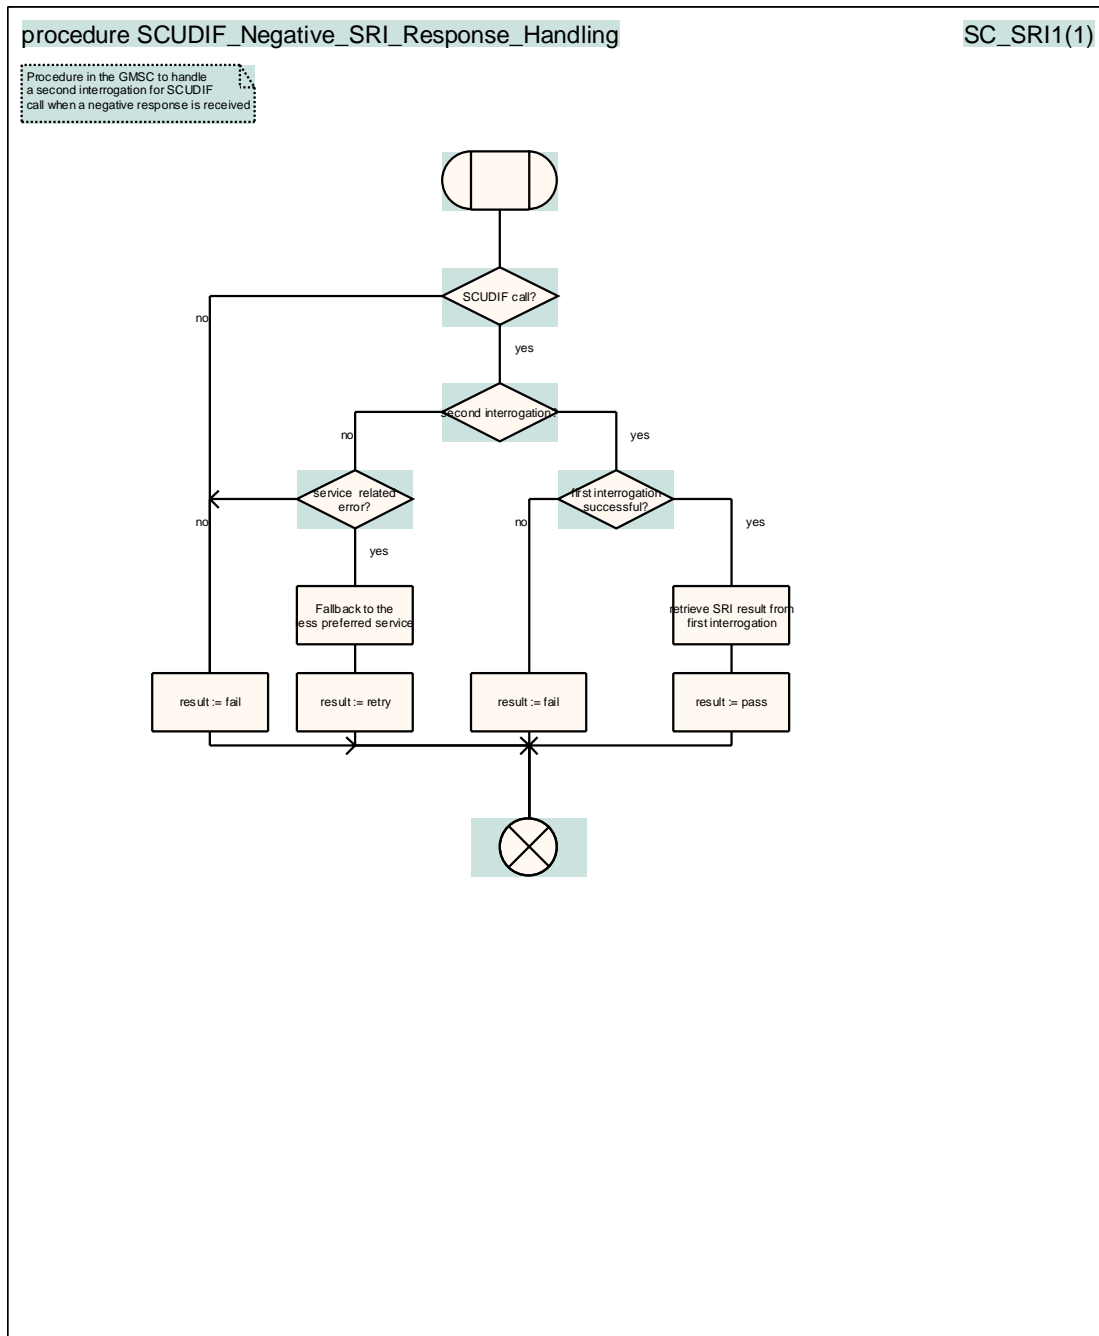 procedure SCUDIF_Negative_SRI_Response_Handling
SC_SRI1(1)
Procedure in the GMSC to handle
a second interrogation for SCUDIF
call when a negative response is received
SCUDIF call?
no
yes
second interrogation?
no
yes
service related
error?
first interrogation
successful?
no
yes
no
yes
Fallback to the
ess preferred service
retrieve SRI result from
first interrogation
result := fail
result := retry
result := fail
result := pass